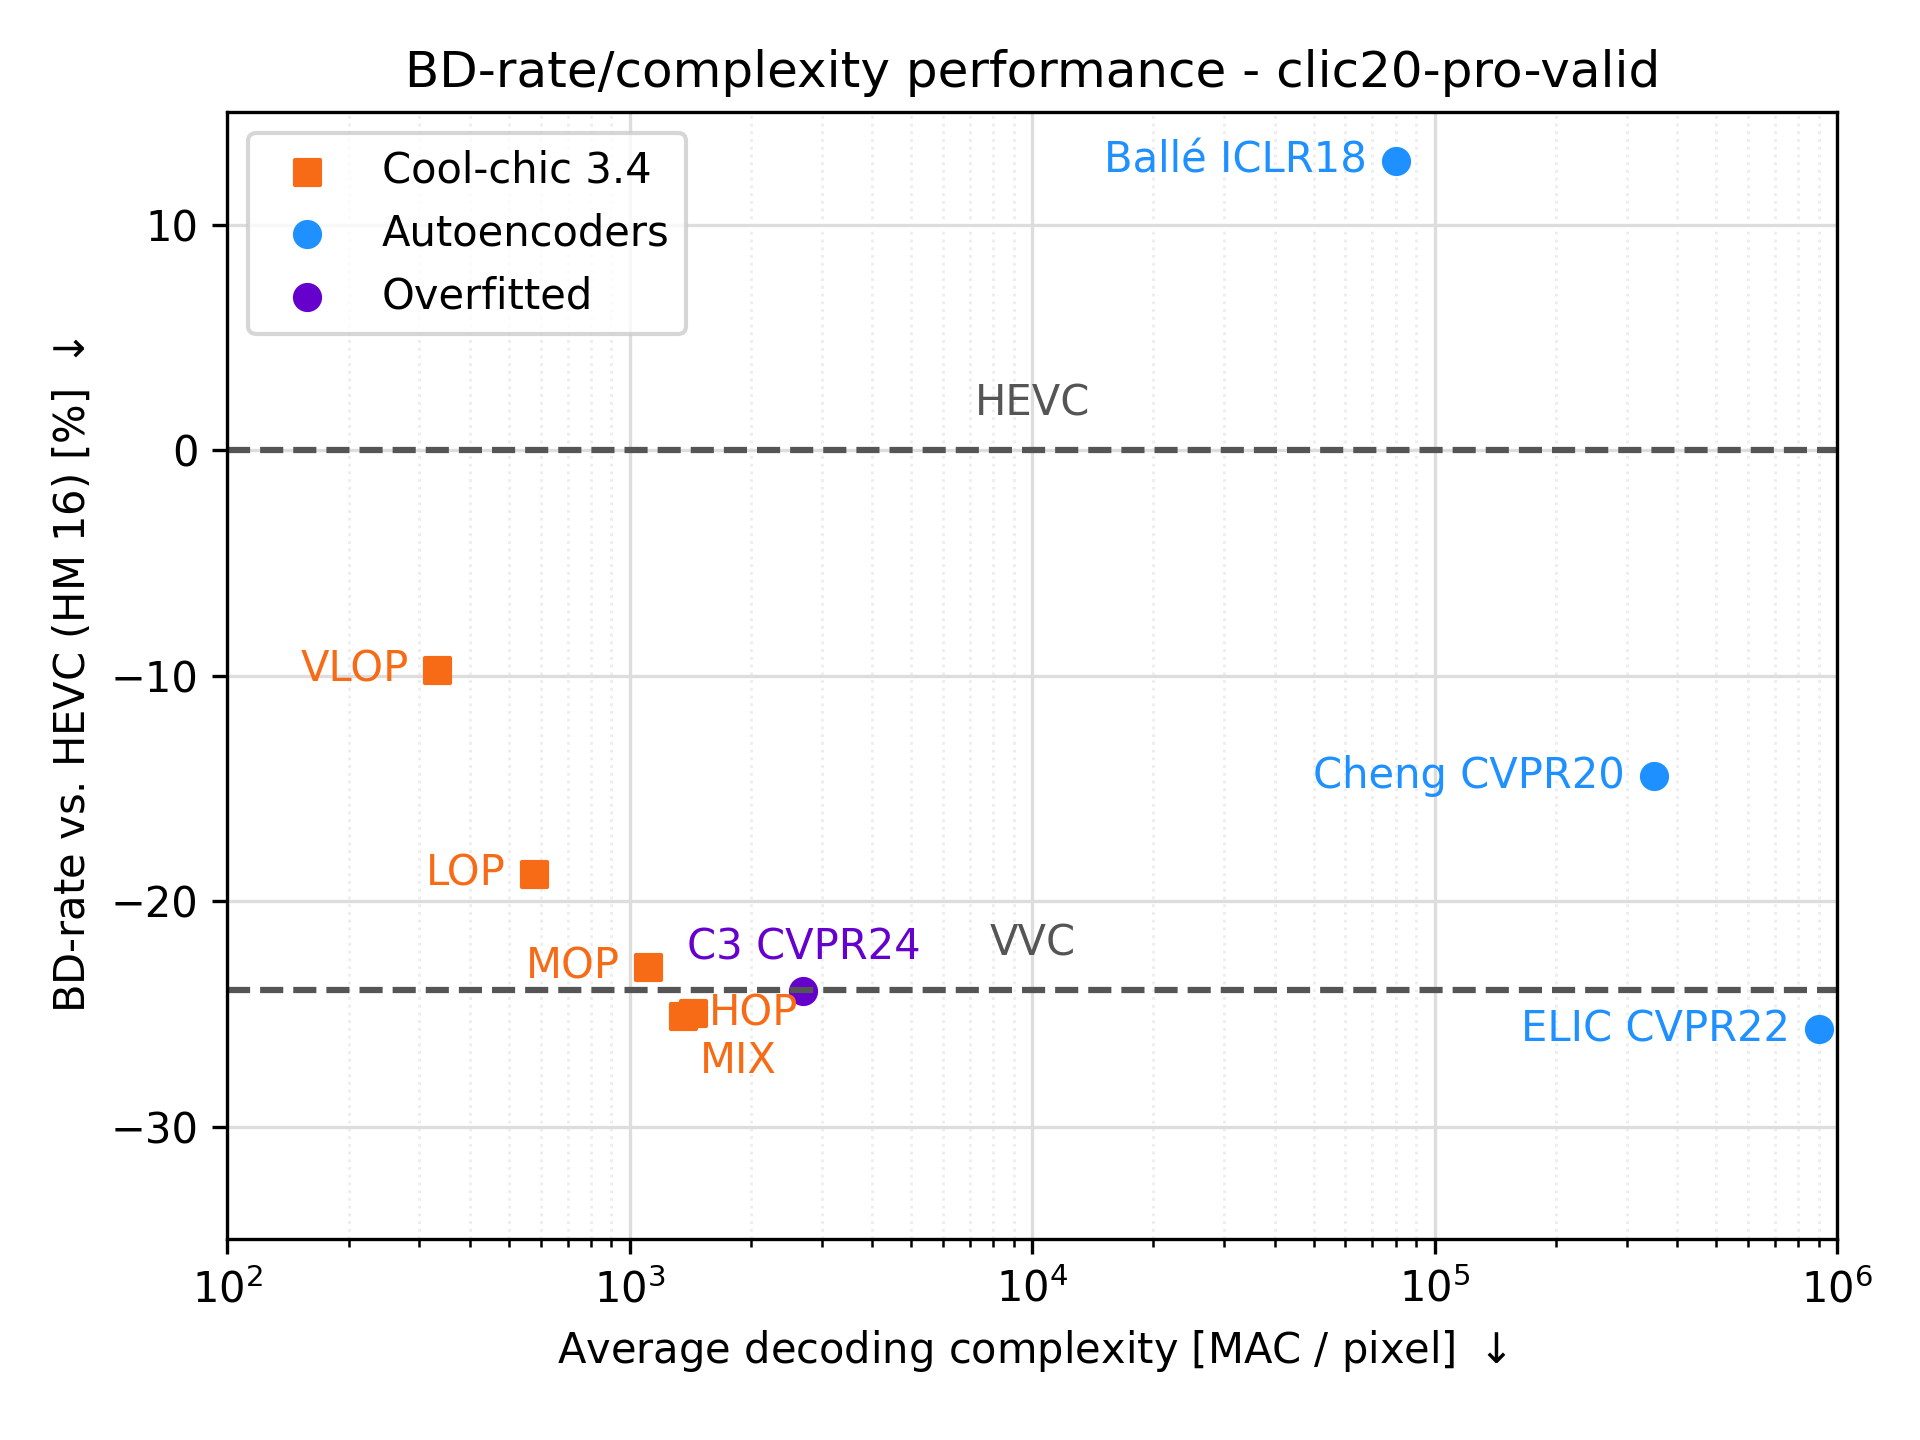 BD-rate/complexity performance - clic20-pro-valid
Cool-chic 3.4
Autoencoders
Overfitted
Ballé ICLR18
HEVC
VLOP
Cheng CVPR20
LOP
VVC
C3 CVPR24
MOP
HOP
ELIC CVPR22
MIX
10
0
−10
−20
−30
BD-rate vs. HEVC (HM 16) [%] ↓
10² 10³ 10⁴ 10⁵ 10⁶
Average decoding complexity [MAC / pixel] ↓